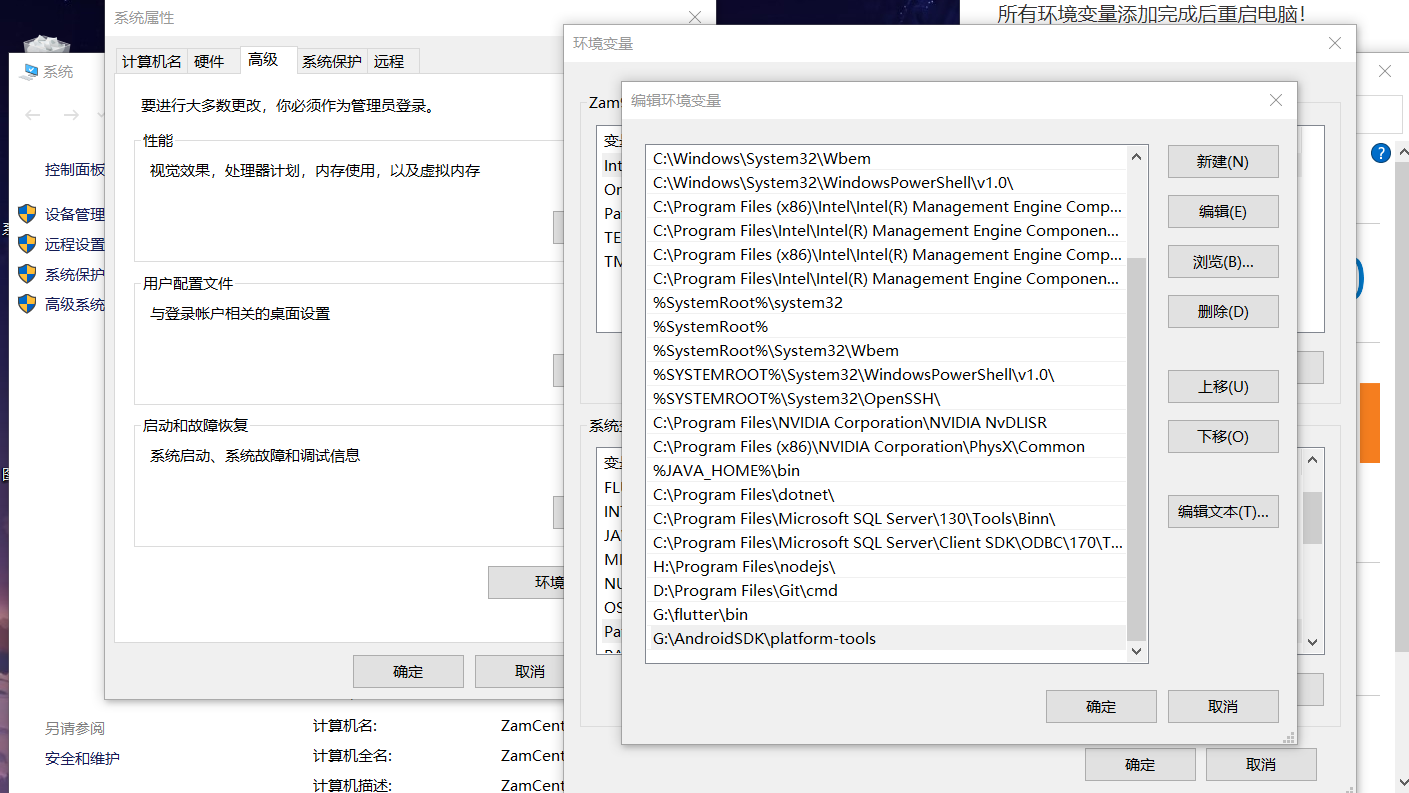 所有环境变量添加完成后重启电脑!
系统属性
计算机名
硬件
高级
系统保护
远程
要进行大多数更改，你必须作为管理员登录。
性能
视觉效果，处理器计划，内存使用，以及虚拟内存
用户配置文件
与登录帐户相关的桌面设置
启动和故障恢复
系统启动、系统故障和调试信息
环境
确定
取消
系统
控制面板
设备管理
远程设置
系统保护
高级系统
另请参阅
安全和维护
计算机名:
ZamCent
计算机全名:
ZamCent
计算机描述:
ZamCent
环境变量
Zam
Int
On
Pa
TE
TM
FLU
INT
JA
NU
OS
Pa
确定
取消
编辑环境变量
C:\Windows\System32\Wbem
C:\Windows\System32\WindowsPowerShell\v1.0\
C:\Program Files (x86)\Intel\Intel(R) Management Engine Comp...
C:\Program Files\Intel\Intel(R) Management Engine Componen...
C:\Program Files (x86)\Intel\Intel(R) Management Engine Comp...
C:\Program Files\Intel\Intel(R) Management Engine Componen...
%SystemRoot%\system32
%SystemRoot%
%SystemRoot%\System32\Wbem
%SYSTEMROOT%\System32\WindowsPowerShell\v1.0\
%SYSTEMROOT%\System32\OpenSSH\
C:\Program Files\NVIDIA Corporation\NVIDIA NvDLISR
C:\Program Files (x86)\NVIDIA Corporation\PhysX\Common
%JAVA_HOME%\bin
C:\Program Files\dotnet\
C:\Program Files\Microsoft SQL Server\130\Tools\Binn\
C:\Program Files\Microsoft SQL Server\Client SDK\ODBC\170\T...
H:\Program Files\nodejs\
D:\Program Files\Git\cmd
G:\flutter\bin
G:\AndroidSDK\platform-tools
新建(N)
编辑(E)
浏览(B)...
删除(D)
上移(U)
下移(O)
编辑文本(T)...
确定
取消